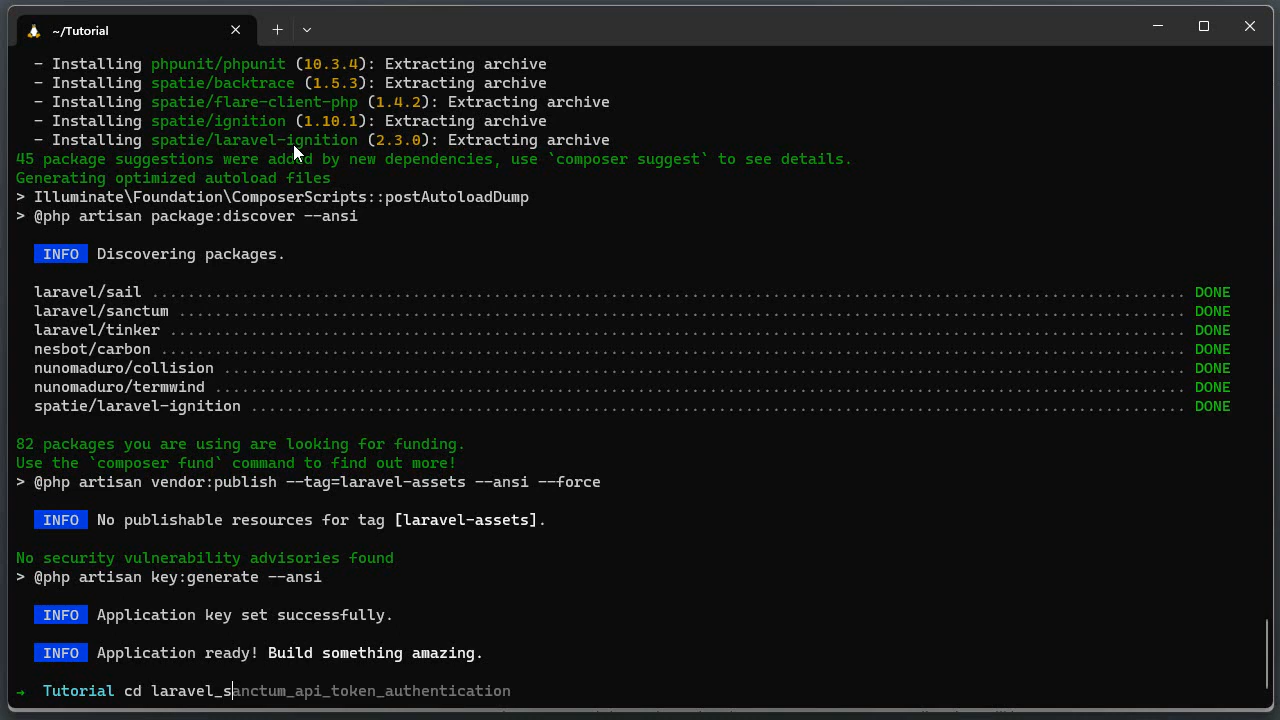 ~/Tutorial
- Installing phpunit/phpunit (10.3.4): Extracting archive
- Installing spatie/backtrace (1.5.3): Extracting archive
- Installing spatie/flare-client-php (1.4.2): Extracting archive
- Installing spatie/ignition (1.10.1): Extracting archive
- Installing spatie/laravel-ignition (2.3.0): Extracting archive
45 package suggestions were added by new dependencies, use `composer suggest` to see details.
Generating optimized autoload files
> Illuminate\Foundation\ComposerScripts::postAutoloadDump
> @php artisan package:discover --ansi
INFO Discovering packages.
laravel/sail ................................................................................................................... DONE
laravel/sanctum ................................................................................................................ DONE
laravel/tinker ................................................................................................................. DONE
nesbot/carbon .................................................................................................................. DONE
nunomaduro/collision ........................................................................................................... DONE
nunomaduro/termwind ............................................................................................................ DONE
spatie/laravel-ignition ........................................................................................................ DONE
82 packages you are using are looking for funding.
Use the `composer fund` command to find out more!
> @php artisan vendor:publish --tag=laravel-assets --ansi --force
INFO No publishable resources for tag [laravel-assets].
No security vulnerability advisories found
> @php artisan key:generate --ansi
INFO Application key set successfully.
INFO Application ready! Build something amazing.
→ Tutorial cd laravel_sanctum_api_token_authentication